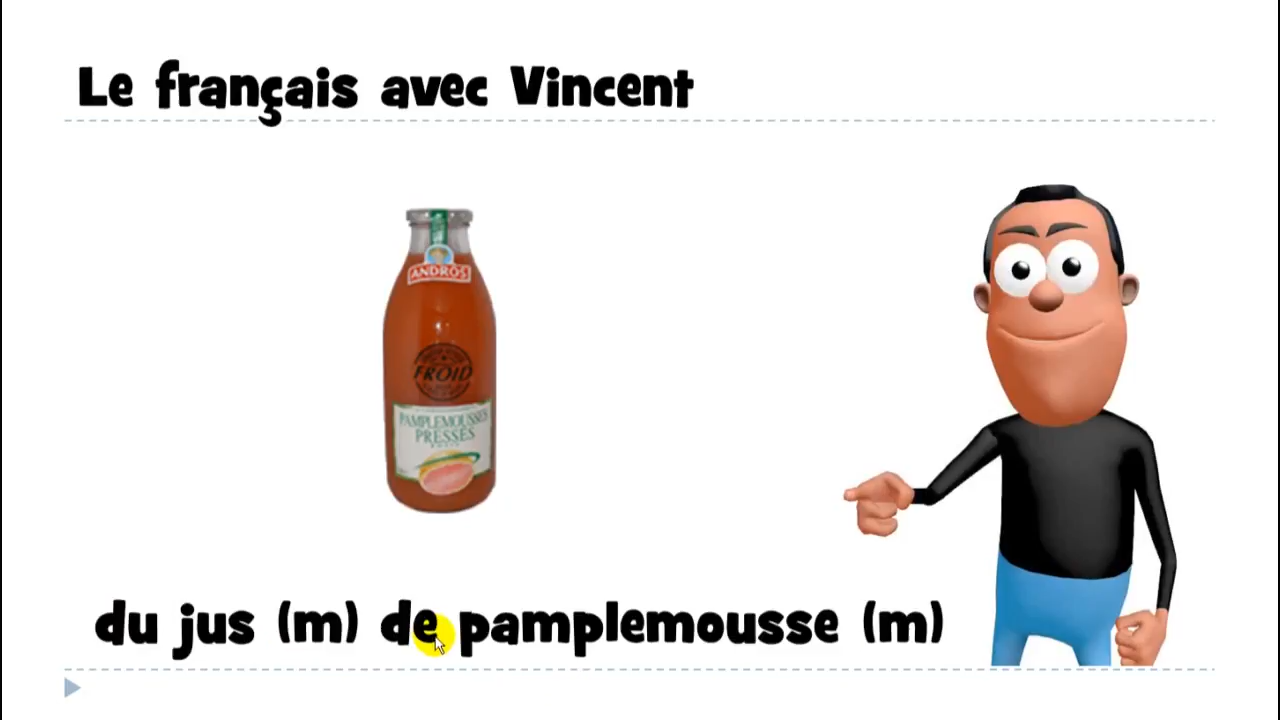 Le français avec Vincent
ANDROS
FROID
PAMPLEMOUSSES
PRESSÉS
du jus (m) de pamplemousse (m)